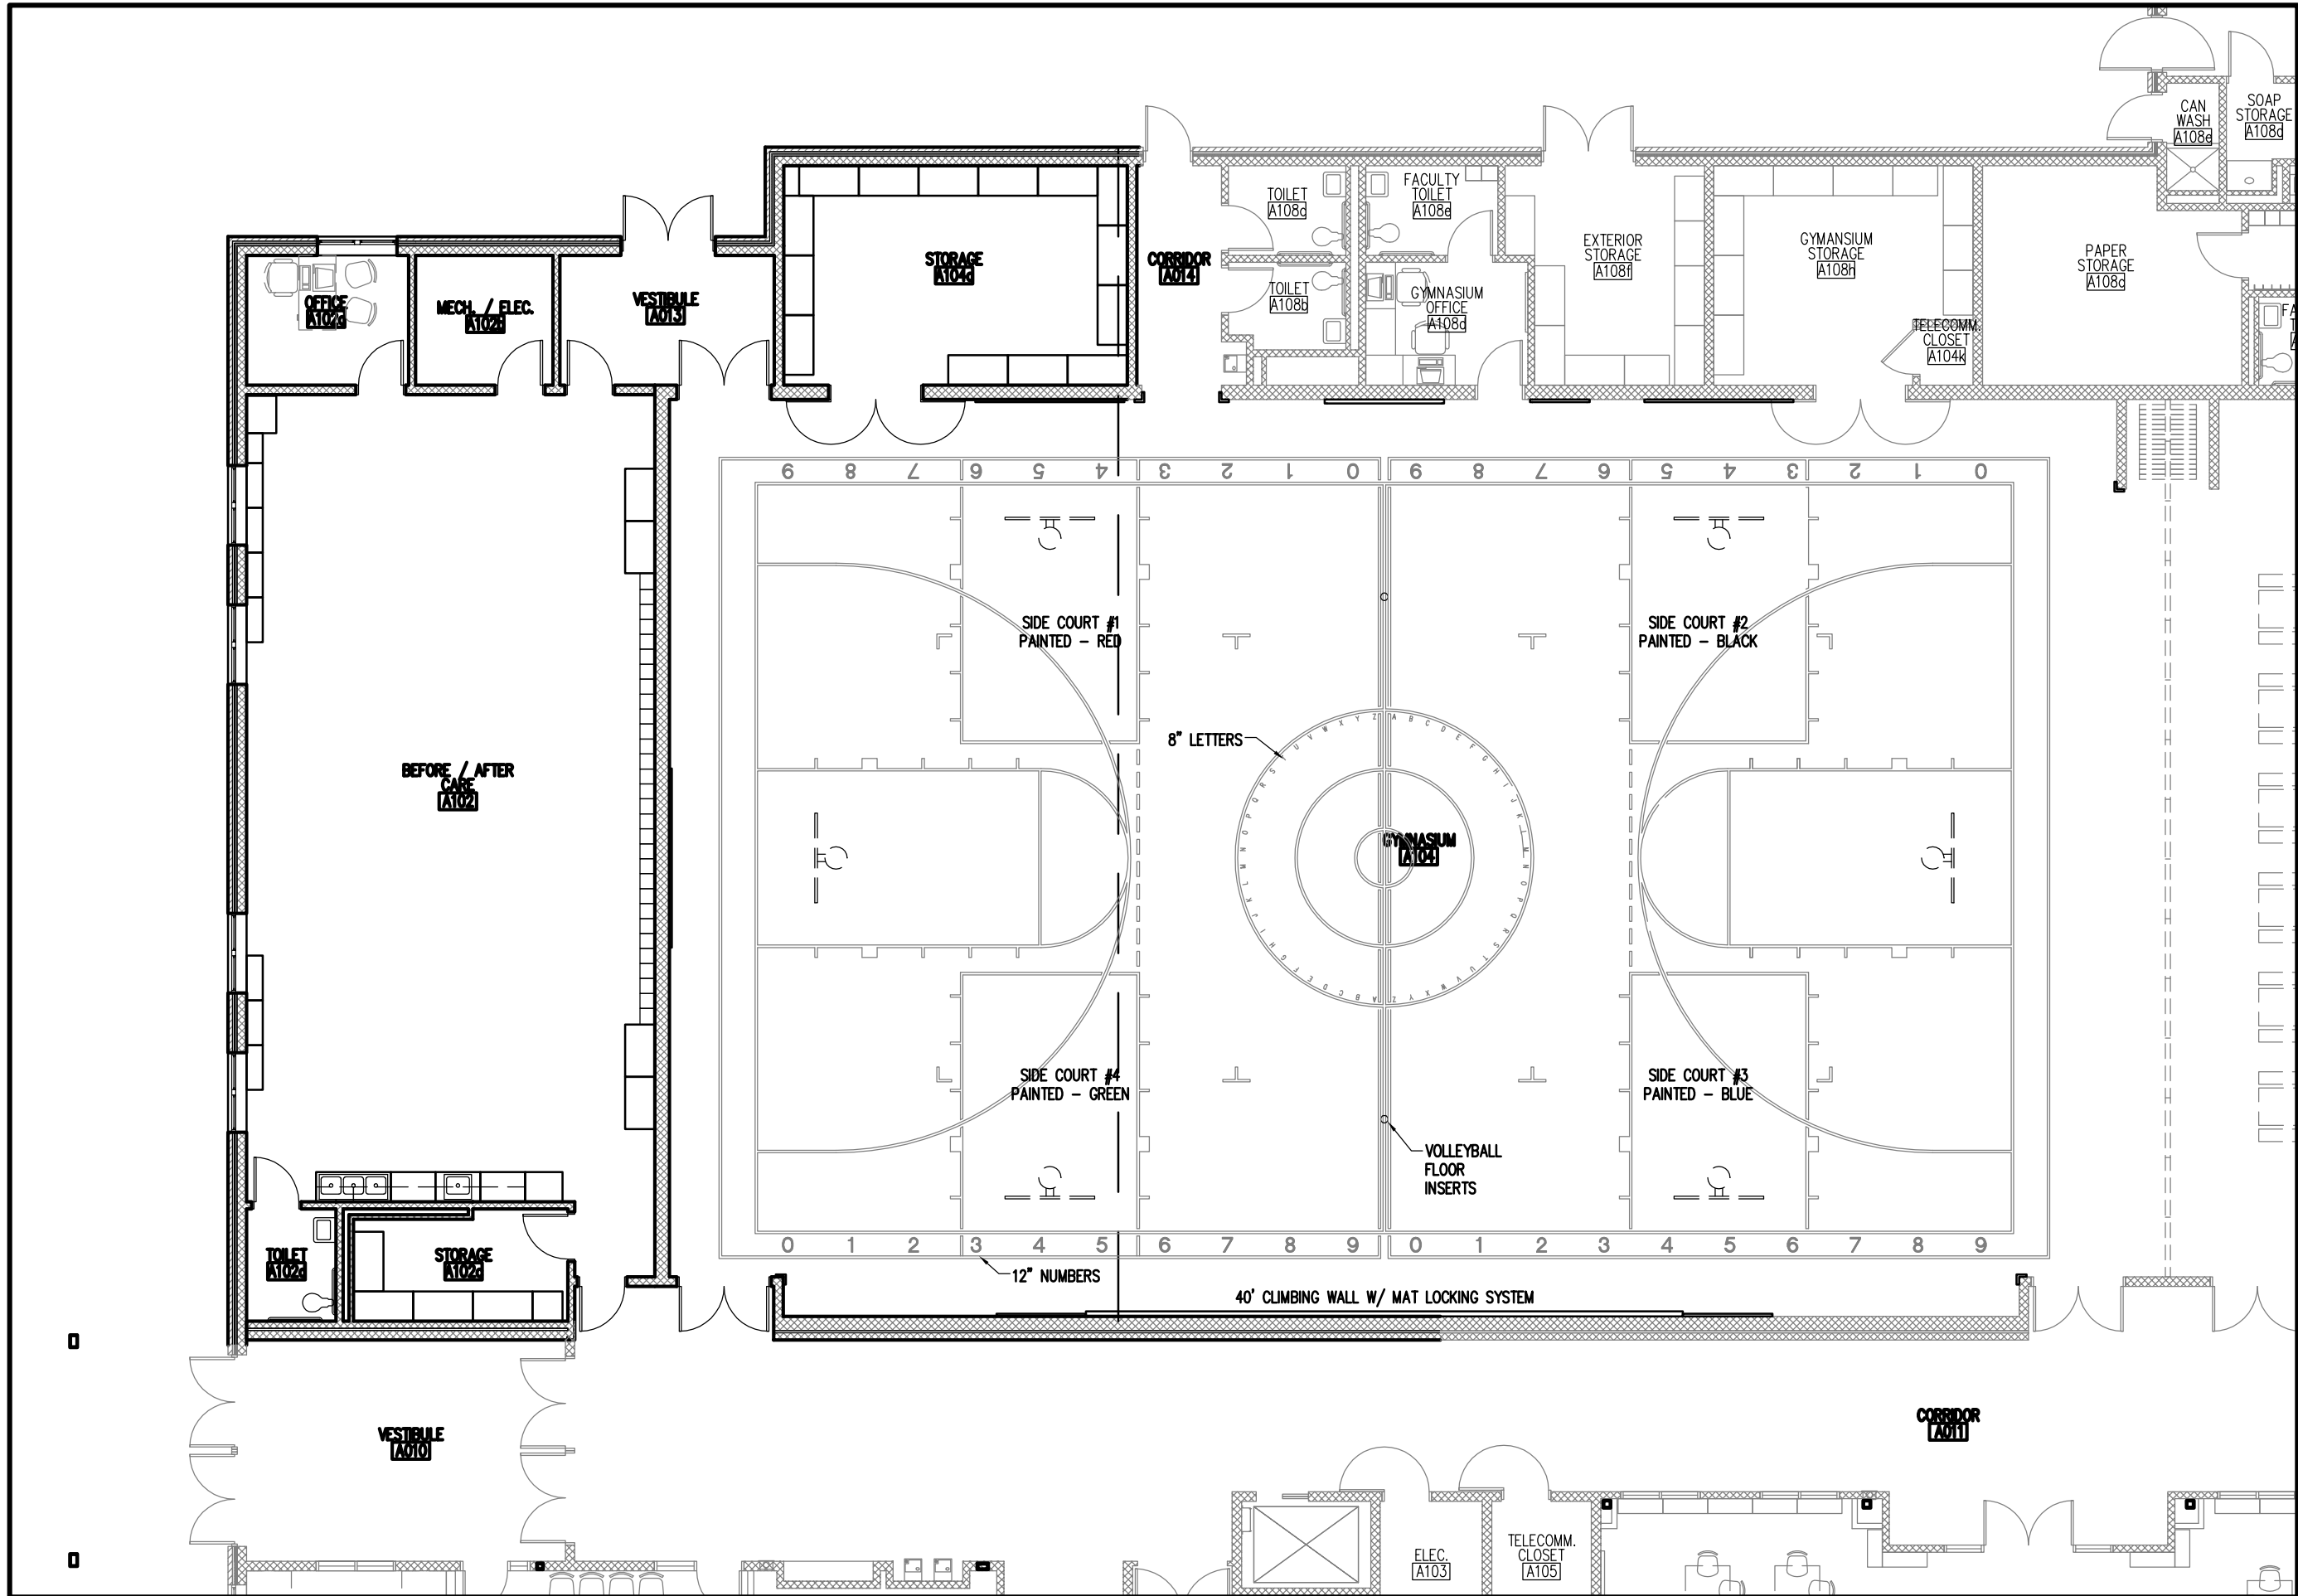 CAN
WASH
A108e
SOAP
STORAGE
A108d
TOILET
A108c
FACULTY
TOILET
A108e
EXTERIOR
STORAGE
A108f
GYMANSIUM
STORAGE
A108h
PAPER
STORAGE
A108d
STORAGE
A104d
CORRIDOR
A014
OFFICE
A102c
MECH. / ELEC.
A102b
VESTIBULE
A013
TOILET
A108b
GYMNASIUM
OFFICE
A108d
TELECOMM.
CLOSET
A104k
9 8 7 6 5 4 3 2 1 0 9 8 7 6 5 4 3 2 1 0
SIDE COURT #1
PAINTED - RED
SIDE COURT #2
PAINTED - BLACK
8" LETTERS
A B C D E F G H I J K L M N O P Q R S T U V W X Y Z
A B C D E F G H I J K L M N O P Q R S T U V W X Y Z
BEFORE / AFTER
CARE
A102
GYMNASIUM
A104
SIDE COURT #4
PAINTED - GREEN
SIDE COURT #3
PAINTED - BLUE
VOLLEYBALL
FLOOR
INSERTS
0 1 2 3 4 5 6 7 8 9 0 1 2 3 4 5 6 7 8 9
12" NUMBERS
TOILET
A102d
STORAGE
A102d
40' CLIMBING WALL W/ MAT LOCKING SYSTEM
VESTIBULE
A010
CORRIDOR
A011
ELEC.
A103
TELECOMM.
CLOSET
A105